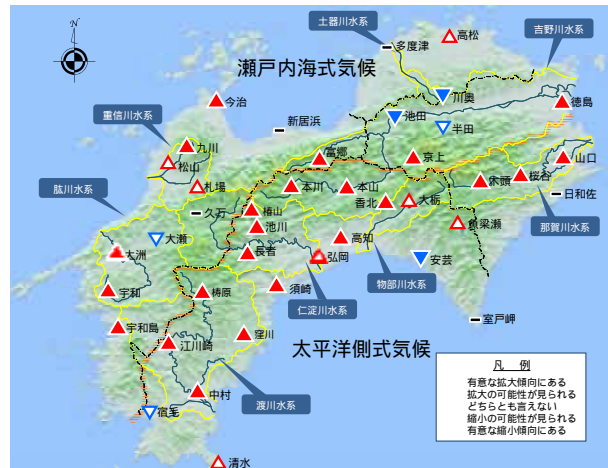 N
土器川水系
高松
吉野川水系
多度津
瀬戸内海式気候
今治
川奥
徳島
重信川水系
新居浜
池田
半田
九川
松山
富郷
京上
山口
札場
本川
本山
木頭
桜谷
肱川水系
香北
大栃
日和佐
久万
椿山
魚梁瀬
那賀川水系
大瀬
池川
高知
大洲
長者
弘岡
安芸
物部川水系
宇和
梼原
須崎
仁淀川水系
宇和島
窪川
室戸岬
江川崎
太平洋側式気候
渡川水系
中村
宿毛
清水
凡 例
有意な拡大傾向にある
拡大の可能性が見られる
どちらとも言えない
縮小の可能性が見られる
有意な縮小傾向にある